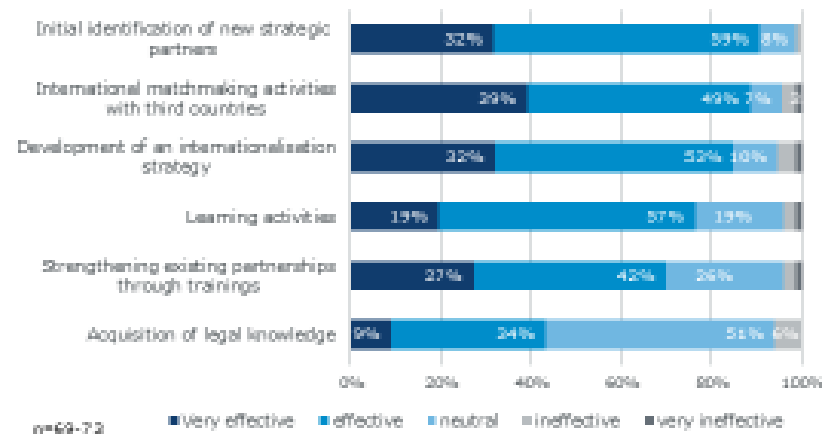 Initial identification of new strategic
partners
32% 59% 8%
International matchmaking activities
with third countries
39% 49% 7%
Development of an internationalisation
strategy
32% 53% 10%
Learning activities
19% 57% 19%
Strengthening existing partnerships
through trainings
27% 42% 26%
Acquisition of legal knowledge
9% 34% 51% 6%
0% 20% 40% 60% 80% 100%
Very effective effective neutral ineffective very ineffective